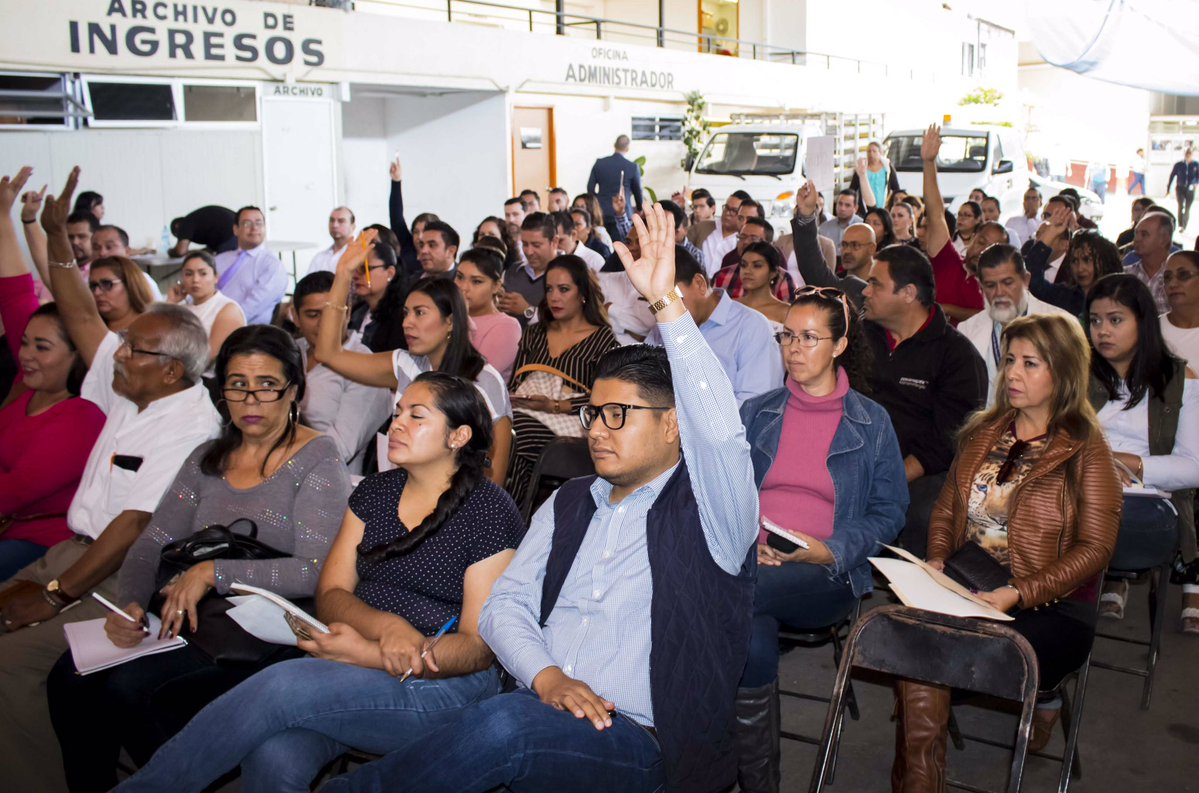 ARCHIVO DE
INGRESOS
ARCHIVO
OFICINA
ADMINISTRADOR